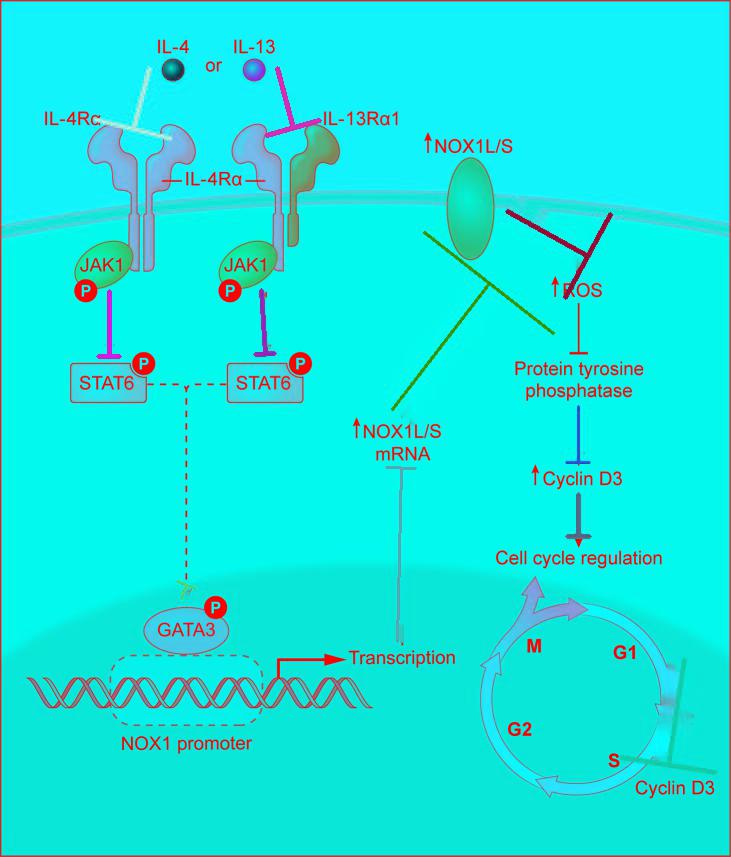 IL-4 or IL-13
IL-4Rα IL-13Rα1
NOX1L/S
IL-4Rα
JAK1 JAK1
P P
ROS
P P
STAT6 STAT6
Protein tyrosine
phosphatase
NOX1L/S
mRNA
Cyclin D3
Cell cycle regulation
P
GATA3
M G1
Transcription
G2
NOX1 promoter
S
Cyclin D3